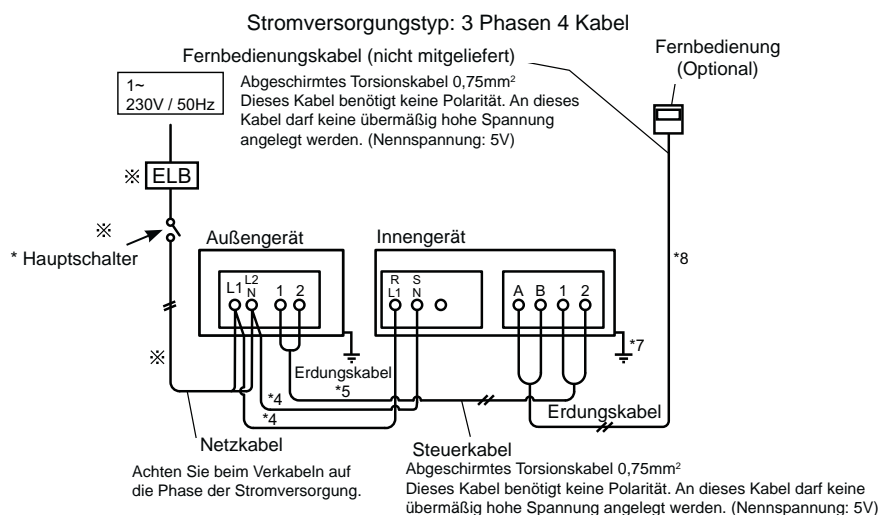 Stromversorgungstyp: 3 Phasen 4 Kabel
Fernbedienungskabel (nicht mitgeliefert)
Fernbedienung
(Optional)
1~
230V / 50Hz
Abgeschirmtes Torsionskabel 0,75mm²
Dieses Kabel benötigt keine Polarität. An dieses
Kabel darf keine übermäßig hohe Spannung
angelegt werden. (Nennspannung: 5V)
※ ELB
※
* Hauptschalter
Außengerät
Innengerät
*8
L1 L2 N 1 2
R L1 S N
A B 1 2
*7
※
Erdungskabel
*5
*4
*4
Erdungskabel
Netzkabel
Achten Sie beim Verkabeln auf
die Phase der Stromversorgung.
Steuerkabel
Abgeschirmtes Torsionskabel 0,75mm²
Dieses Kabel benötigt keine Polarität. An dieses Kabel darf keine
übermäßig hohe Spannung angelegt werden. (Nennspannung: 5V)